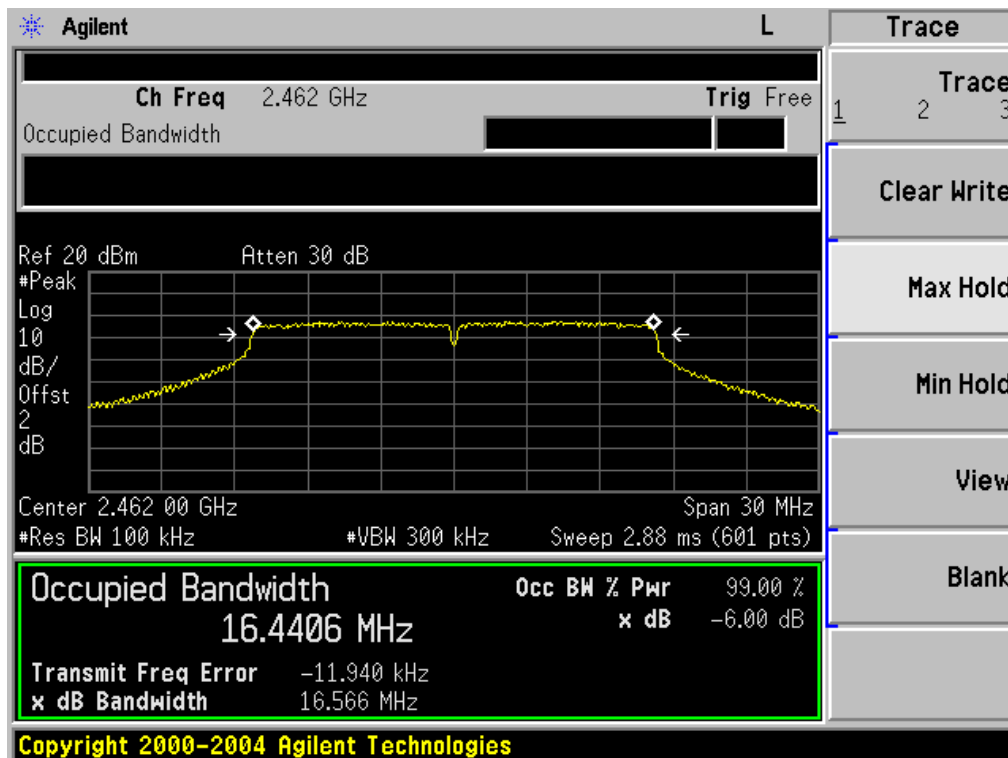 Agilent L Trace
Ch Freq 2.462 GHz Trig Free
Occupied Bandwidth
Trace
1 2 3
Clear Write
Max Hold
Min Hold
View
Blank
Ref 20 dBm Atten 30 dB
#Peak
Log
10
dB/
Offst
2
dB
Center 2.462 00 GHz Span 30 MHz
#Res BW 100 kHz #VBW 300 kHz Sweep 2.88 ms (601 pts)
Occupied Bandwidth Occ BW % Pwr 99.00 %
16.4406 MHz x dB -6.00 dB
Transmit Freq Error -11.940 kHz
x dB Bandwidth 16.566 MHz
Copyright 2000-2004 Agilent Technologies